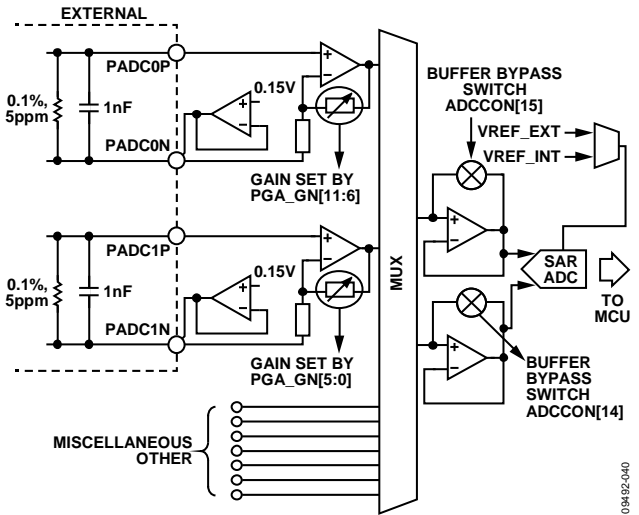 EXTERNAL
PADC0P
0.1%,
5ppm
1nF
PADC0N
0.15V
+
–
+
–
GAIN SET BY
PGA_GN[11:6]
PADC1P
0.1%,
5ppm
1nF
PADC1N
0.15V
+
–
+
–
GAIN SET BY
PGA_GN[5:0]
MISCELLANEOUS
OTHER
MUX
BUFFER BYPASS
SWITCH
ADCCON[15]
VREF_EXT
VREF_INT
+
–
SAR
ADC
TO
MCU
+
–
BUFFER
BYPASS
SWITCH
ADCCON[14]
09492-040